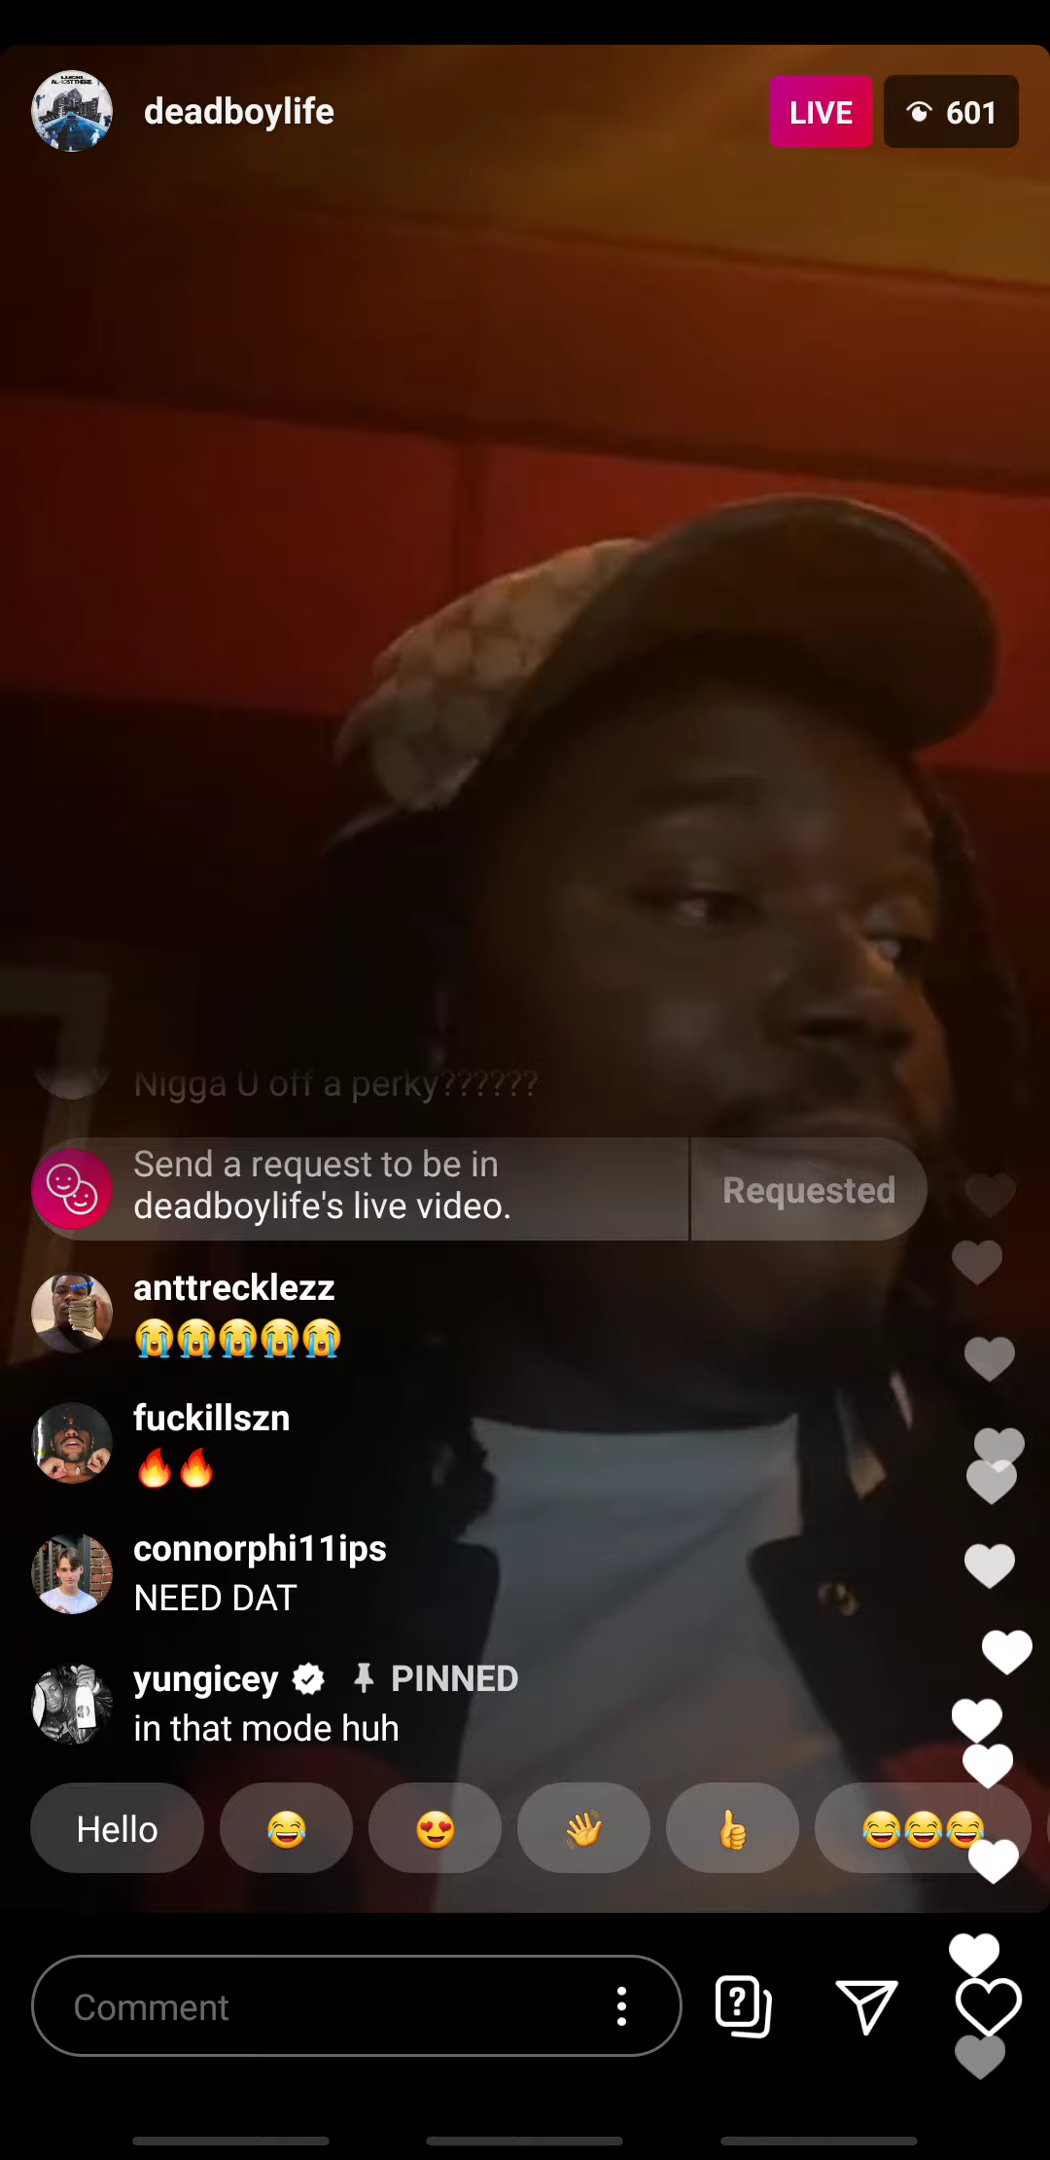 deadboylife
LIVE
601
Nigga U off a perky??????
Send a request to be in
deadboylife's live video.
Requested
anttrecklezz
😭😭😭😭😭
fuckillszn
🔥🔥
connorphi11ips
NEED DAT
yungicey PINNED
in that mode huh
Hello 😂 😍 👋 👍 😂😂😂
Comment